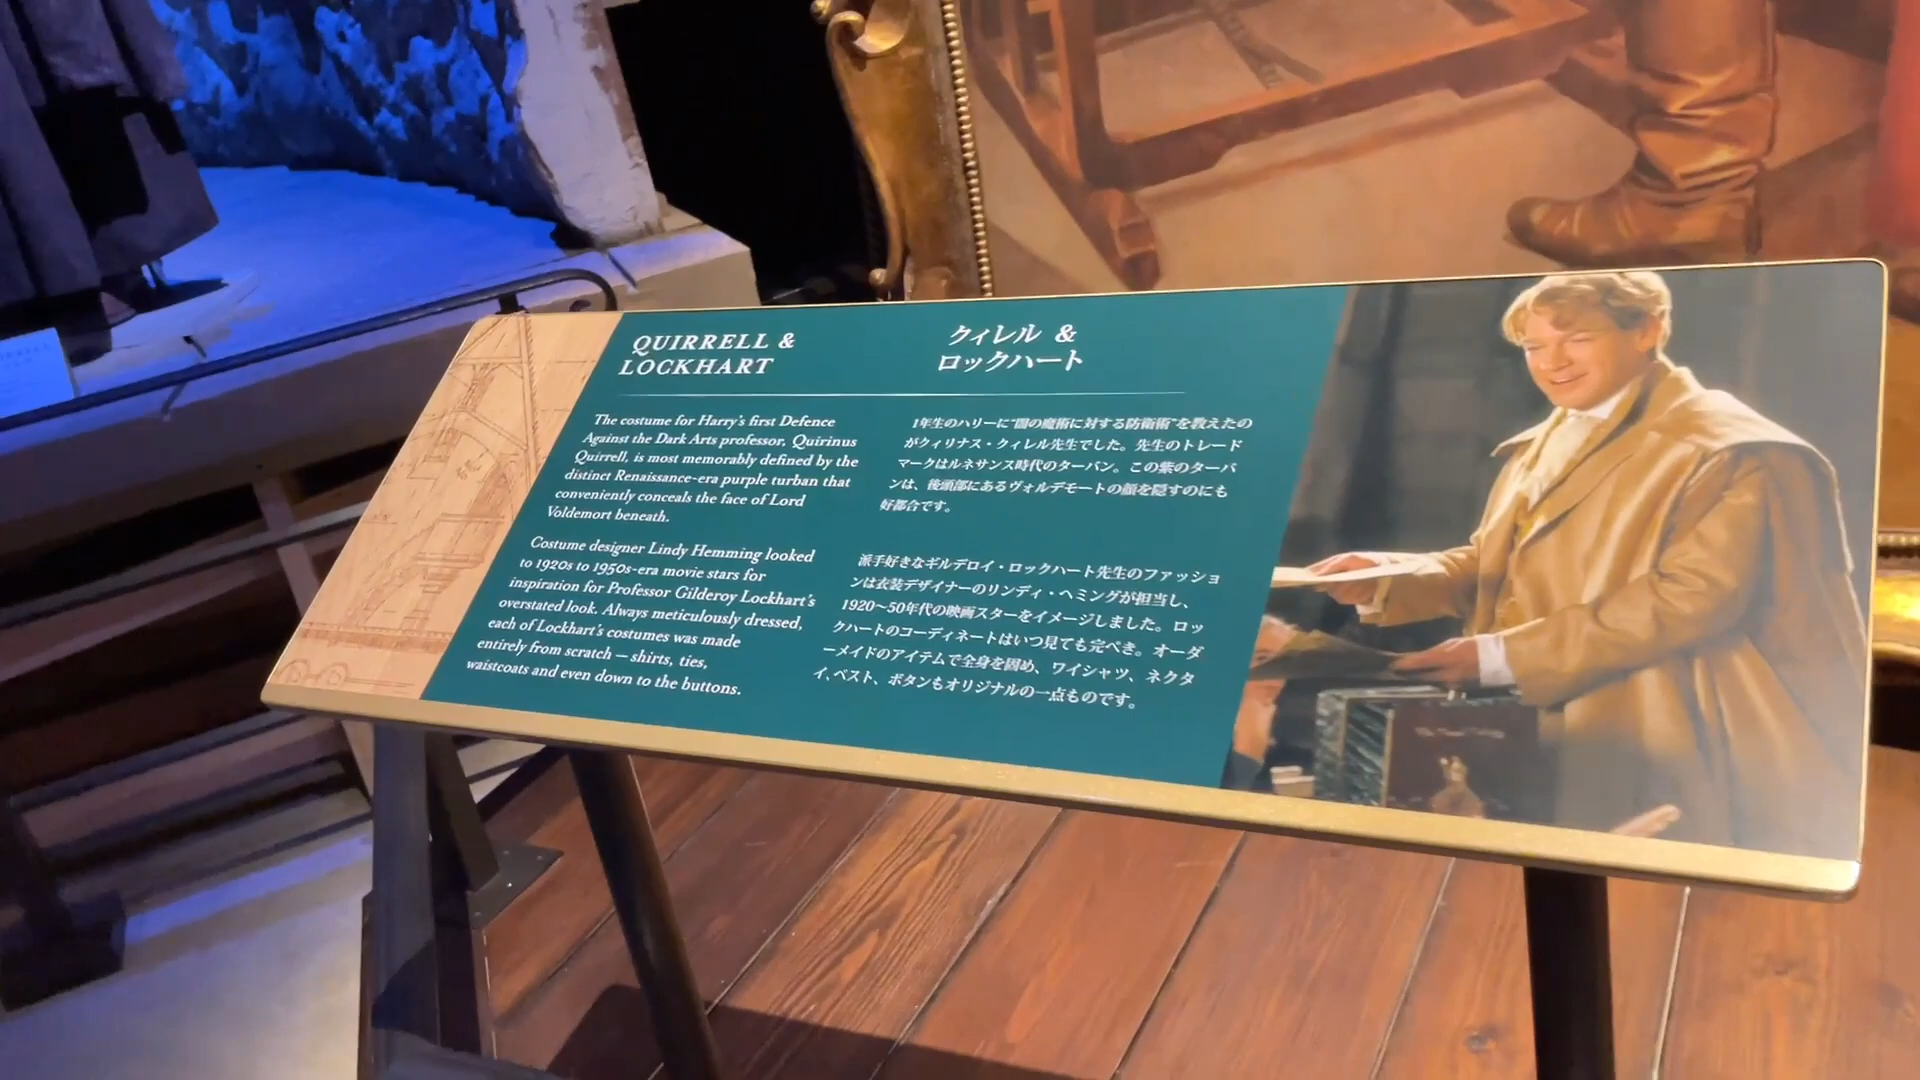 QUIRRELL &
LOCKHART
The costume for Harry's first Defence
Against the Dark Arts professor, Quirinus
Quirrell, is most memorably defined by the
distinct Renaissance-era purple turban that
conveniently conceals the face of Lord
Voldemort beneath.
Costume designer Lindy Hemming looked
to 1920s to 1950s-era movie stars for
inspiration for Professor Gilderoy Lockhart's
overstated look. Always meticulously dressed,
each of Lockhart's costumes was made
entirely from scratch – shirts, ties,
waistcoats and even down to the buttons.
クィレル &
ロックハート
1年生のハリーに"闇の魔術に対する防衛術"を教えたの
がクィリナス・クィレル先生でした。先生のトレード
マークはルネサンス時代のターバン。この紫のターバ
ンは、後頭部にあるヴォルデモートの顔を隠すのにも
好都合です。
派手好きなギルデロイ・ロックハート先生のファッショ
ンは衣装デザイナーのリンディ・ヘミングが担当し、
1920～50年代の映画スターをイメージしました。ロッ
クハートのコーディネートはいつ見ても完ぺき。オーダ
ーメイドのアイテムで全身を固め、ワイシャツ、ネクタ
イ、ベスト、ボタンもオリジナルの一点ものです。